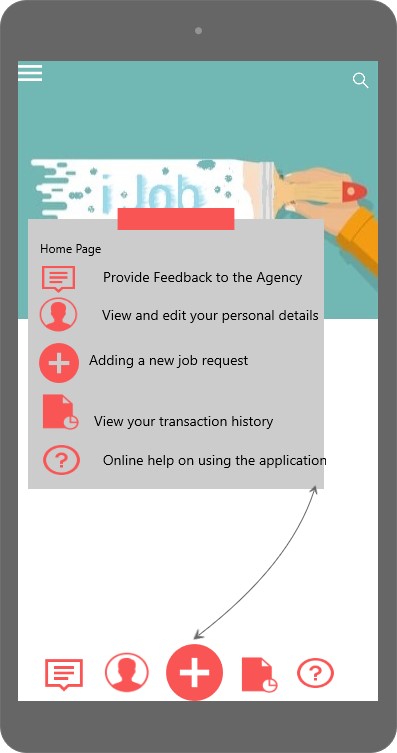 i Job
Home Page
Provide Feedback to the Agency
View and edit your personal details
Adding a new job request
View your transaction history
Online help on using the application